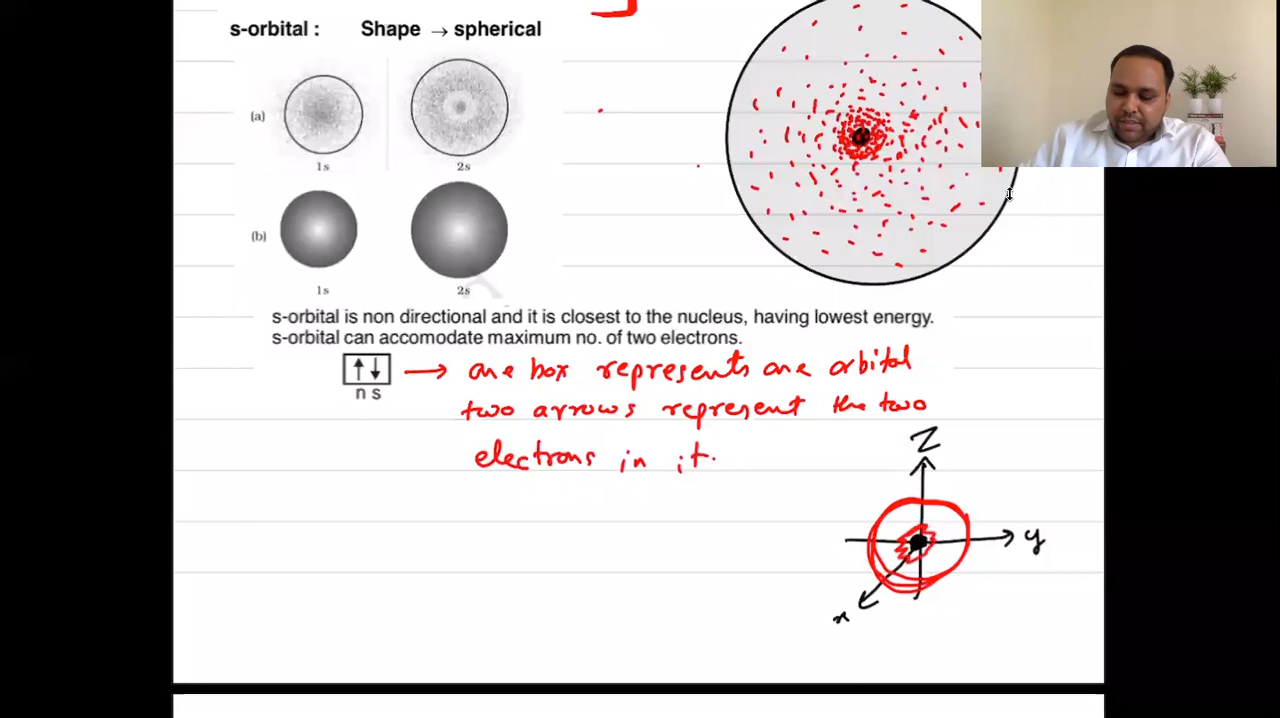 s-orbital : Shape → spherical
(a)
1s 2s
(b)
1s 2s
s-orbital is non directional and it is closest to the nucleus, having lowest energy.
s-orbital can accomodate maximum no. of two electrons.
↑↓ → one box represents one orbital
n s
two arrows represent the two
electrons in it.
Z
y
x